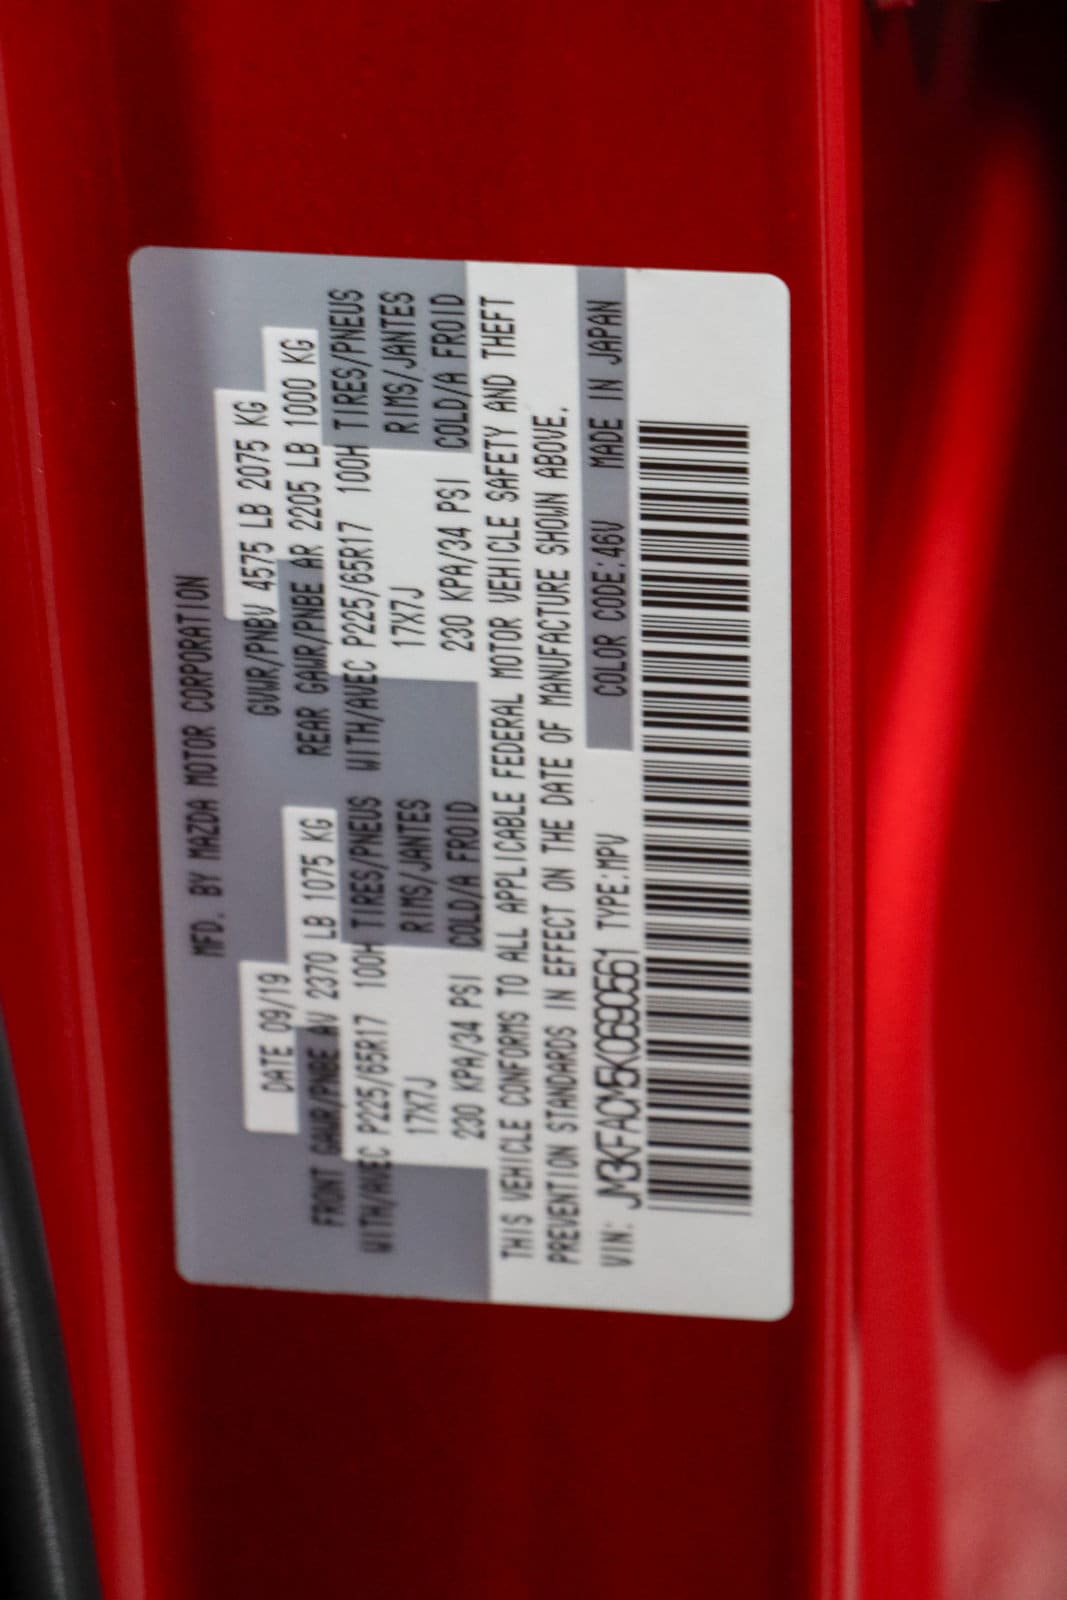 MFD. BY MAZDA MOTOR CORPORATION
DATE 09/19 GVWR/PNBV 4575 LB 2075 KG
FRONT GAWR/PNBE AV 2370 LB 1075 KG REAR GAWR/PNBE AR 2205 LB 1000 KG
WITH/AVEC P225/65R17 100H TIRES/PNEUS WITH/AVEC P225/65R17 100H TIRES/PNEUS
17X7J RIMS/JANTES 17X7J RIMS/JANTES
230 KPA/34 PSI COLD/A FROID 230 KPA/34 PSI COLD/A FROID
THIS VEHICLE CONFORMS TO ALL APPLICABLE FEDERAL MOTOR VEHICLE SAFETY AND THEFT
PREVENTION STANDARDS IN EFFECT ON THE DATE OF MANUFACTURE SHOWN ABOVE.
VIN: JM3KFACM5K0690561 TYPE:MPV COLOR CODE:46V MADE IN JAPAN